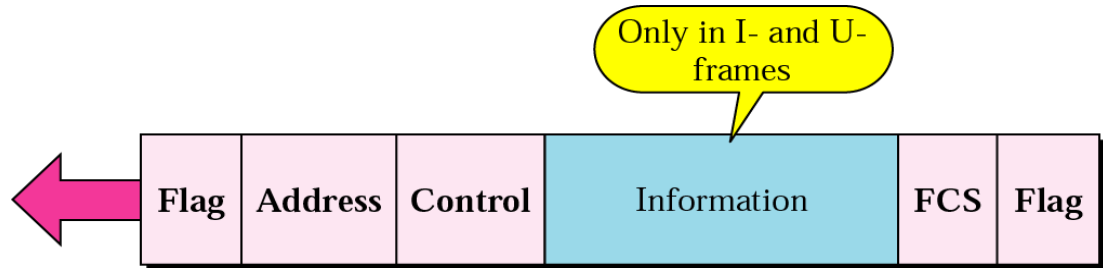 Only in I- and U-
frames
Flag Address Control Information FCS Flag